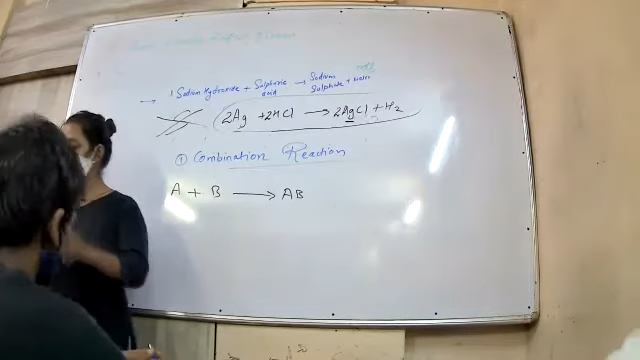 → Sodium Hydroxide + Sulphuric acid → Sodium Sulphate + Water
2Ag + 2HCl → 2AgCl + H2
① Combination Reaction
A + B → AB